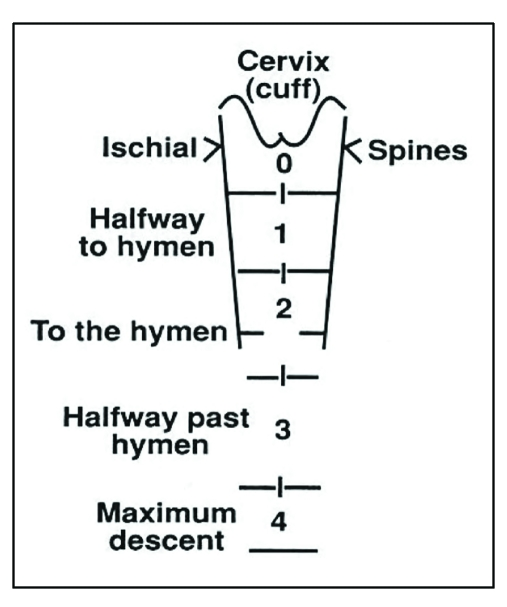 Cervix
(cuff)
Ischial Spines
0
Halfway
to hymen
1
2
To the hymen
Halfway past
hymen
3
Maximum
descent
4